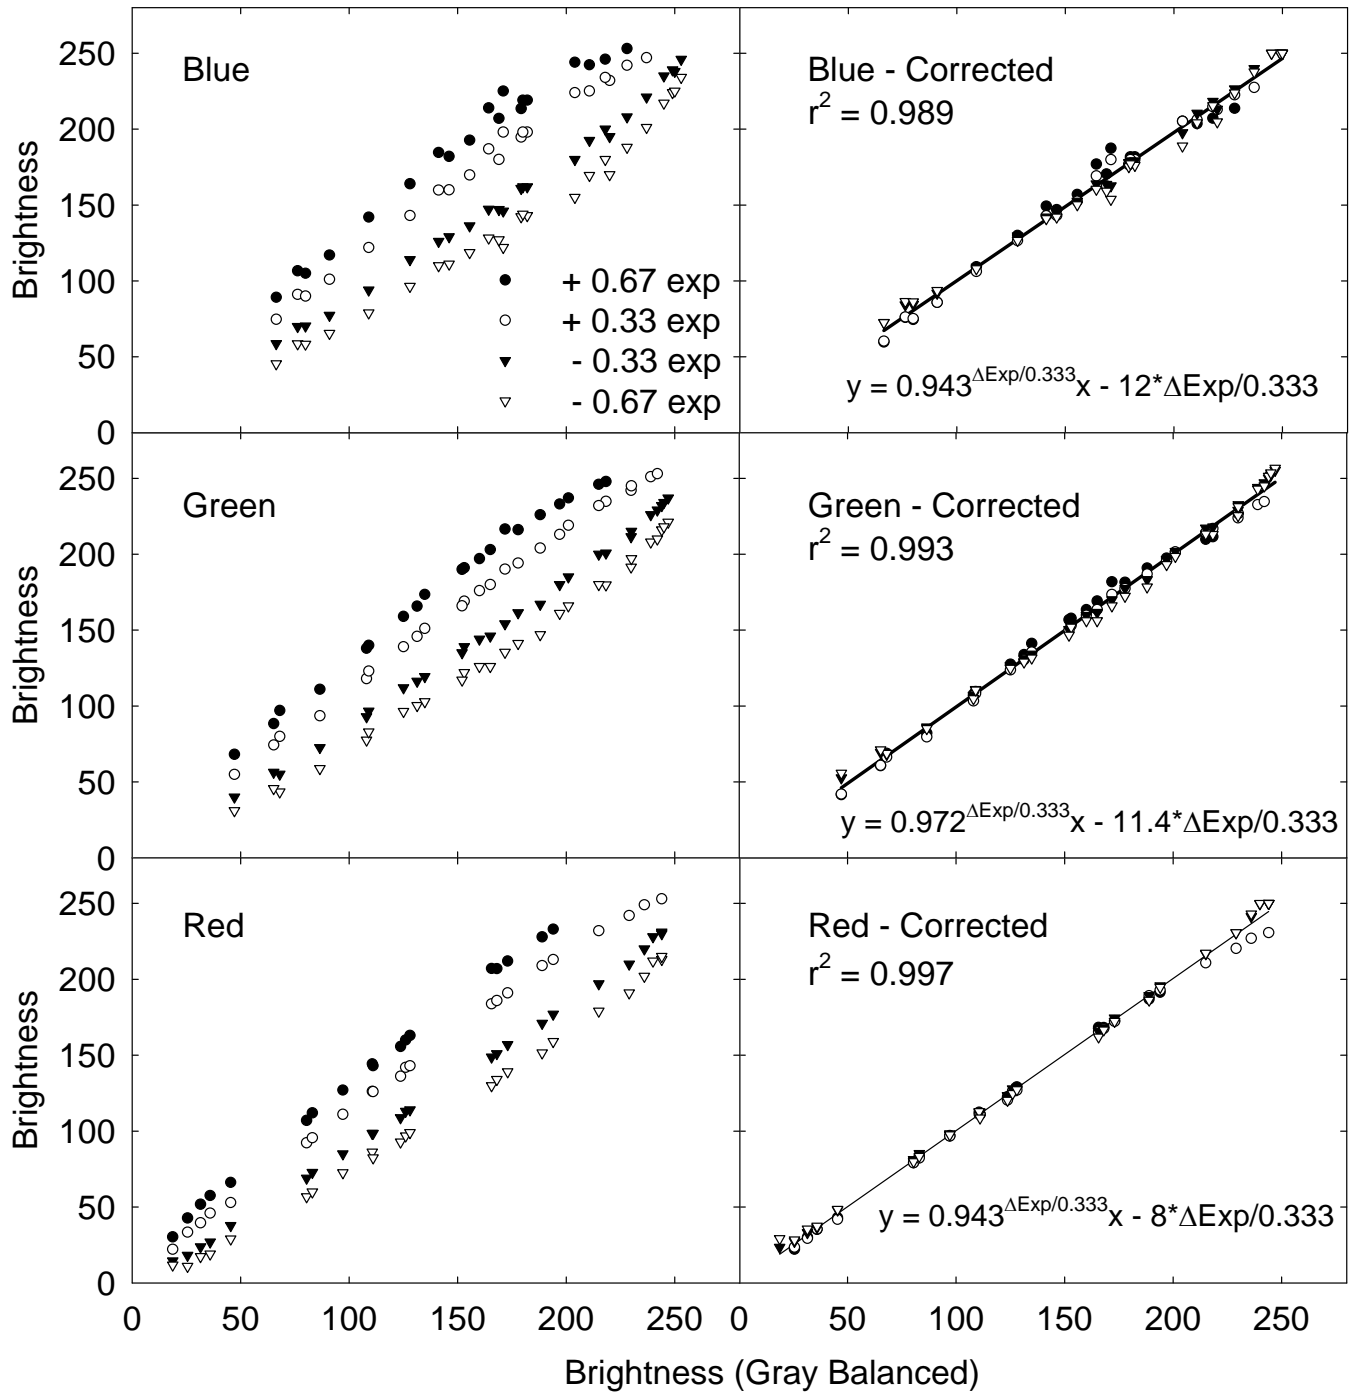 Blue
Brightness
250
200
150
100
50
0
+ 0.67 exp
+ 0.33 exp
- 0.33 exp
- 0.67 exp
Blue - Corrected
r² = 0.989
y = 0.943^ΔExp/0.333x - 12*ΔExp/0.333
Green
Brightness
250
200
150
100
50
0
Green - Corrected
r² = 0.993
y = 0.972^ΔExp/0.333x - 11.4*ΔExp/0.333
Red
Brightness
250
200
150
100
50
0
Red - Corrected
r² = 0.997
y = 0.943^ΔExp/0.333x - 8*ΔExp/0.333
0 50 100 150 200 250 0 50 100 150 200 250
Brightness (Gray Balanced)